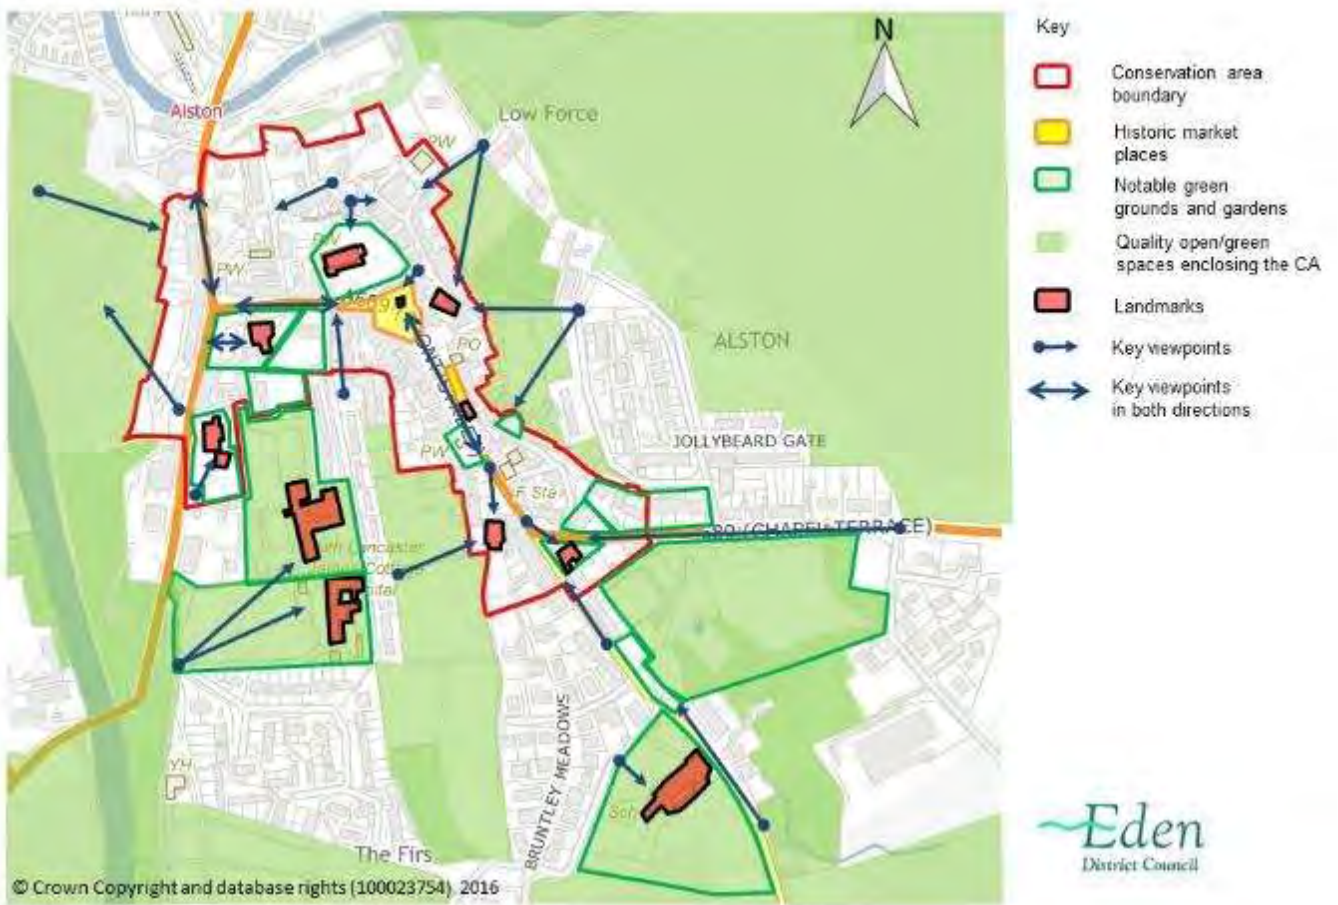 N
Alston
Low Force
PW
PW
PO
ALSTON
JOLLYBEARD GATE
PW
(CHAPEL TERRACE)
YH
BRUNTLEY MEADOWS
The Firs
© Crown Copyright and database rights (100023754) 2016
Key
Conservation area
boundary
Historic market
places
Notable green
grounds and gardens
Quality open/green
spaces enclosing the CA
Landmarks
Key viewpoints
Key viewpoints
in both directions
Eden
District Council